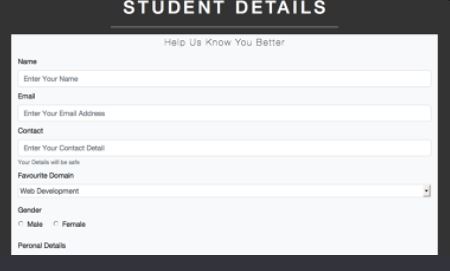 STUDENT DETAILS
Help Us Know You Better
Name
Enter Your Name
Email
Enter Your Email Address
Contact
Enter Your Contact Detail
Your Details will be safe
Favourite Domain
Web Development
Gender
Male Female
Peronal Details